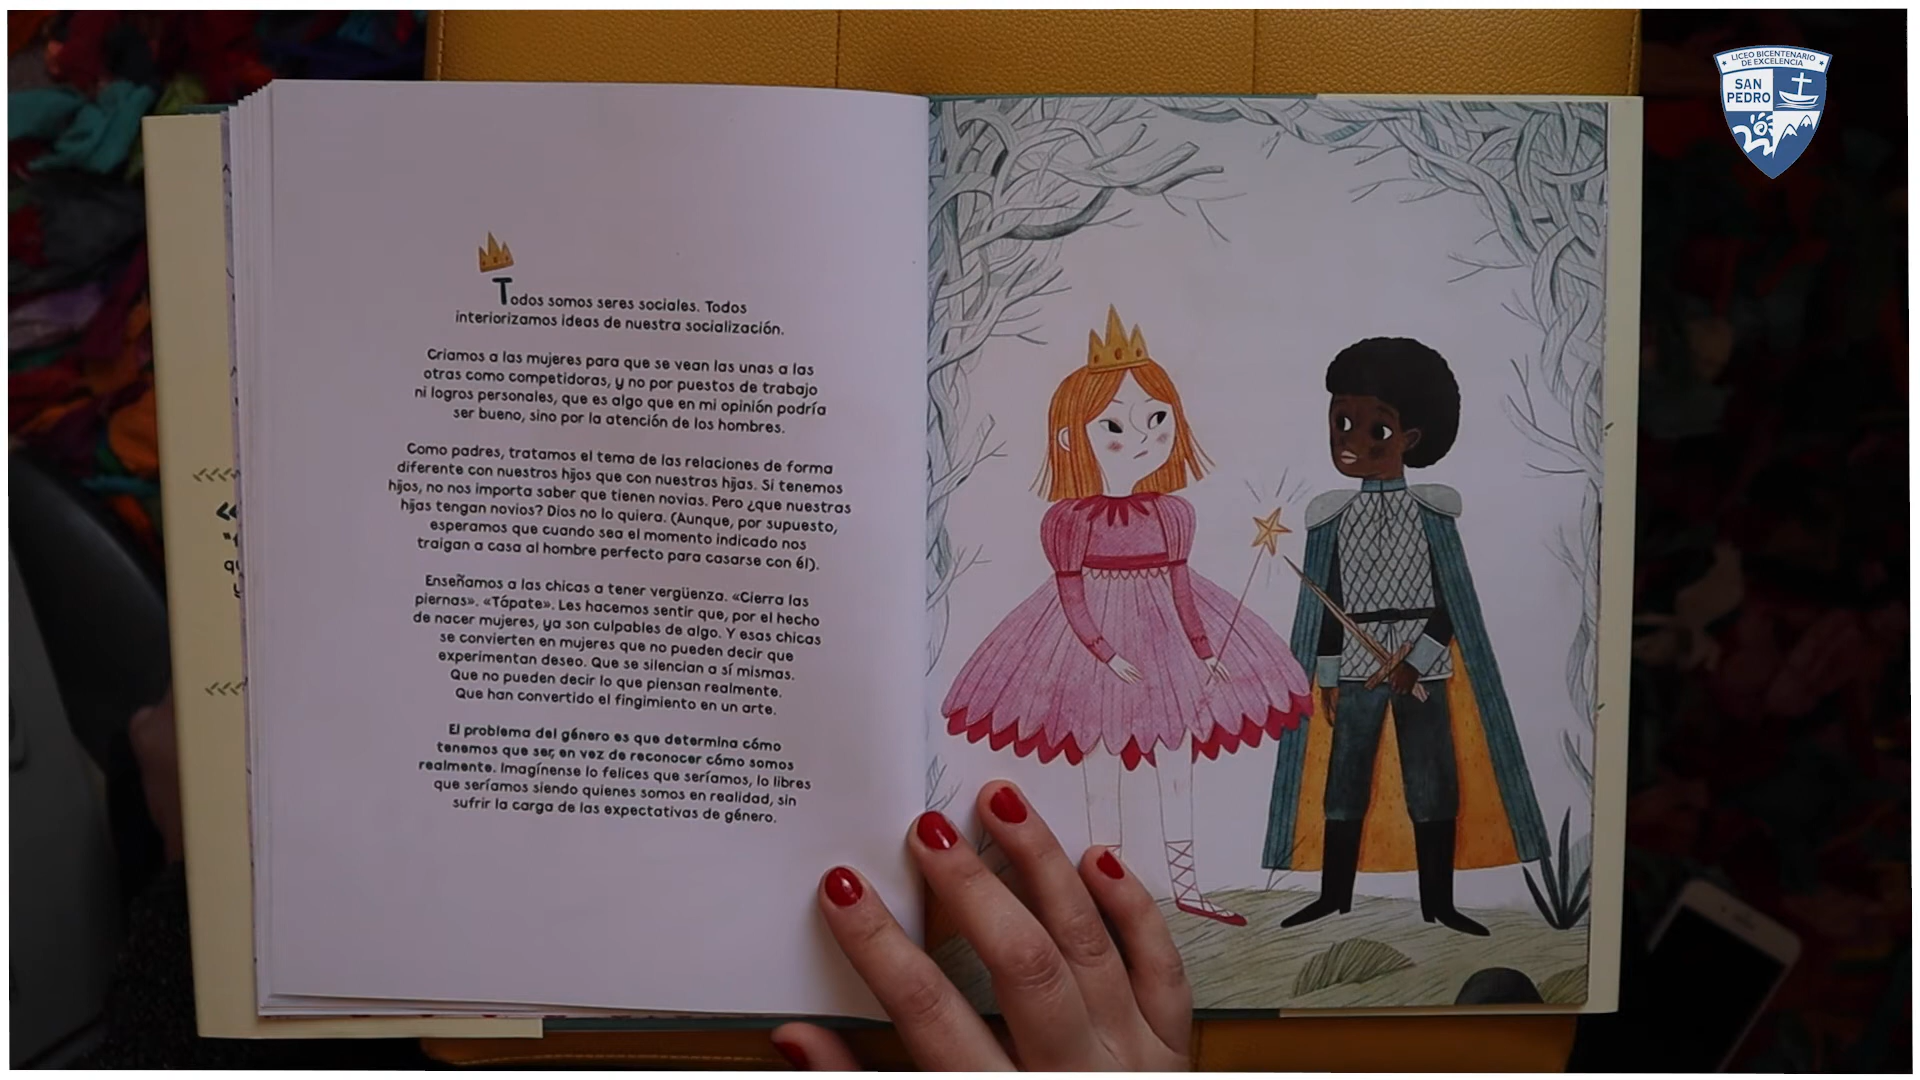 Todos somos seres sociales. Todos
interiorizamos ideas de nuestra socialización.
Criamos a las mujeres para que se vean las unas a las
otras como competidoras, y no por puestos de trabajo
ni logros personales, que es algo que en mi opinión podría
ser bueno, sino por la atención de los hombres.
Como padres, tratamos el tema de las relaciones de forma
diferente con nuestros hijos que con nuestras hijas. Si tenemos
hijos, no nos importa saber que tienen novias. Pero ¿que nuestras
hijas tengan novios? Dios no lo quiera. (Aunque, por supuesto,
esperamos que cuando sea el momento indicado nos
traigan a casa al hombre perfecto para casarse con él).
Enseñamos a las chicas a tener vergüenza. «Cierra las
piernas». «Tápate». Les hacemos sentir que, por el hecho
de nacer mujeres, ya son culpables de algo. Y esas chicas
se convierten en mujeres que no pueden decir que
experimentan deseo. Que se silencian a sí mismas.
Que no pueden decir lo que piensan realmente.
Que han convertido el fingimiento en un arte.
El problema del género es que determina cómo
tenemos que ser, en vez de reconocer cómo somos
realmente. Imagínense lo felices que seríamos, lo libres
que seríamos siendo quienes somos en realidad, sin
sufrir la carga de las expectativas de género.
LICEO BICENTENARIO
DE EXCELENCIA
SAN
PEDRO